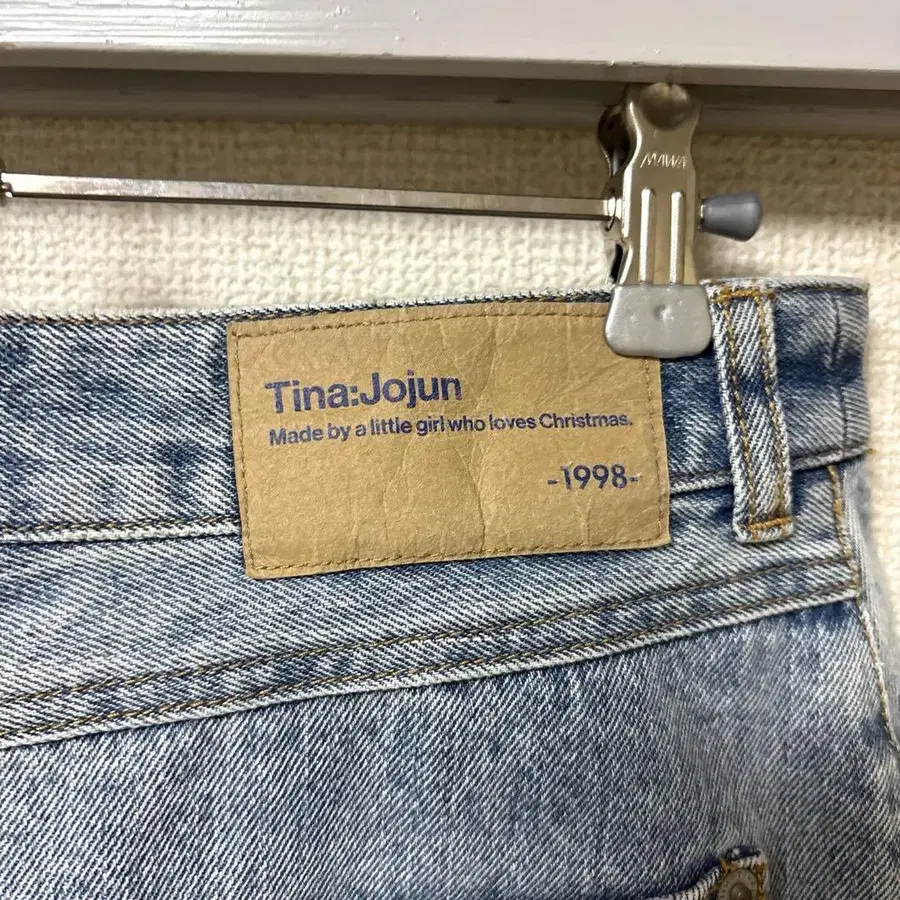 MAWA
Tina:Jojun
Made by a little girl who loves Christmas.
-1998-